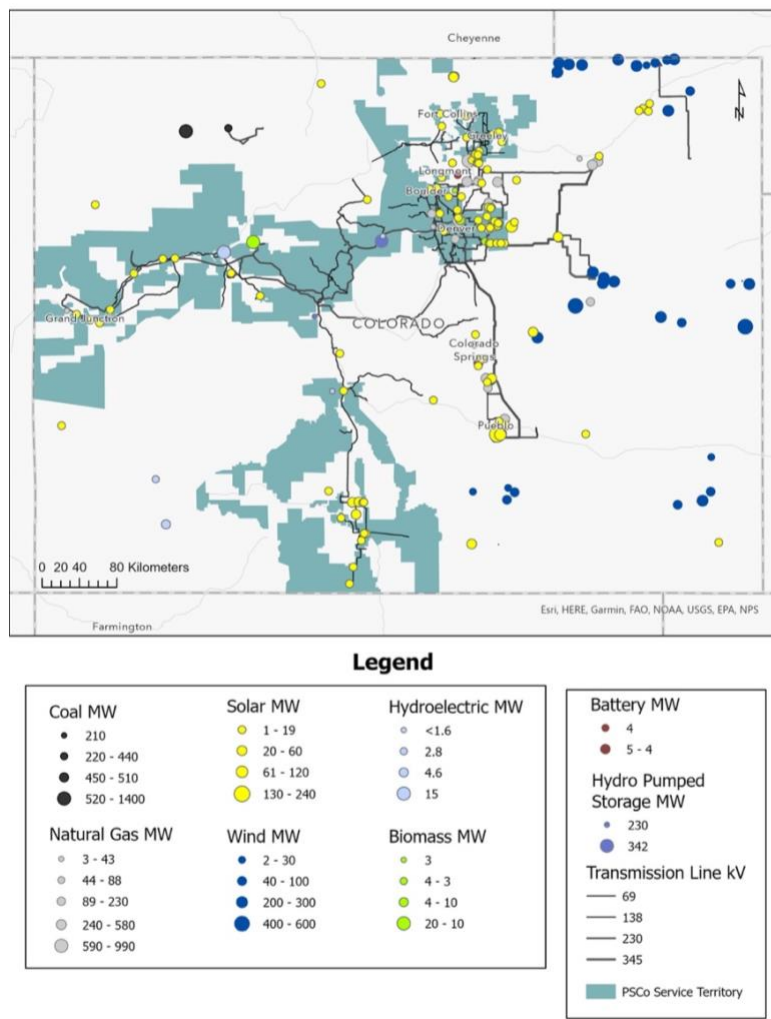 Cheyenne
N
Fort Collins
Greeley
Longmont
Boulder
Denver
Grand Junction
COLORADO
Colorado
Springs
Pueblo
0 20 40 80 Kilometers
Esri, HERE, Garmin, FAO, NOAA, USGS, EPA, NPS
Farmington
Legend
Coal MW
210
220 - 440
450 - 510
520 - 1400
Natural Gas MW
3 - 43
44 - 88
89 - 230
240 - 580
590 - 990
Solar MW
1 - 19
20 - 60
61 - 120
130 - 240
Wind MW
2 - 30
40 - 100
200 - 300
400 - 600
Hydroelectric MW
<1.6
2.8
4.6
15
Biomass MW
3
4 - 3
4 - 10
20 - 10
Battery MW
4
5 - 4
Hydro Pumped
Storage MW
230
342
Transmission Line kV
69
138
230
345
PSCo Service Territory